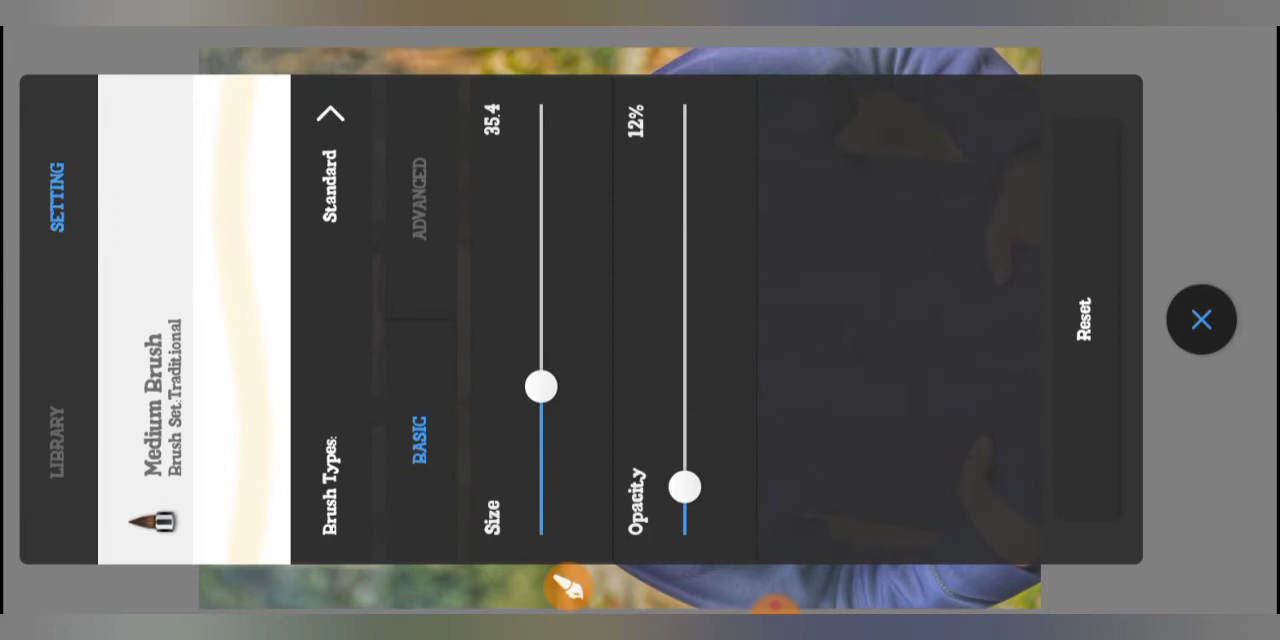 LIBRARY SETTING
Medium Brush
Brush Set:Traditional
Brush Types: Standard
BASIC ADVANCED
Size 35.4
Opacity 12%
Reset